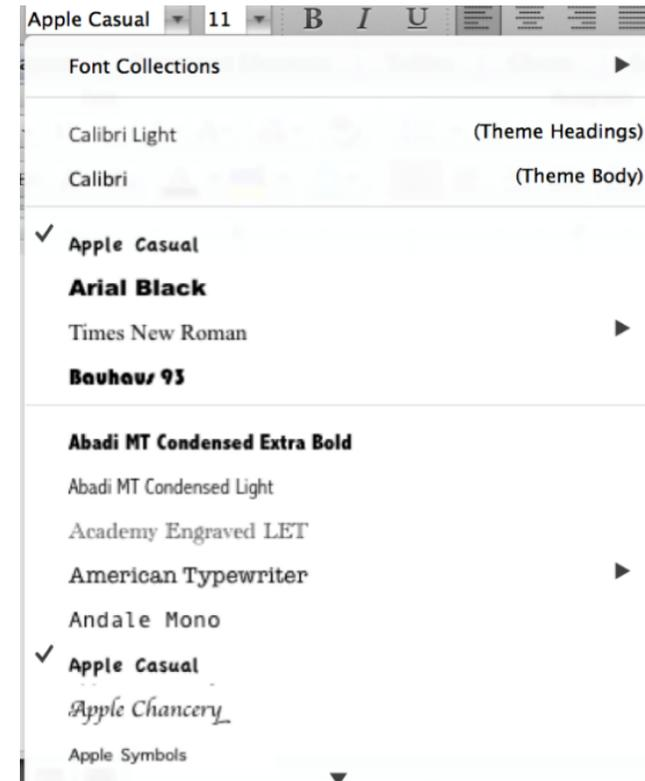 Apple Casual 11 B I U
Font Collections
Calibri Light (Theme Headings)
Calibri (Theme Body)
Apple Casual
Arial Black
Times New Roman
Bauhaus 93
Abadi MT Condensed Extra Bold
Abadi MT Condensed Light
Academy Engraved LET
American Typewriter
Andale Mono
Apple Casual
Apple Chancery
Apple Symbols